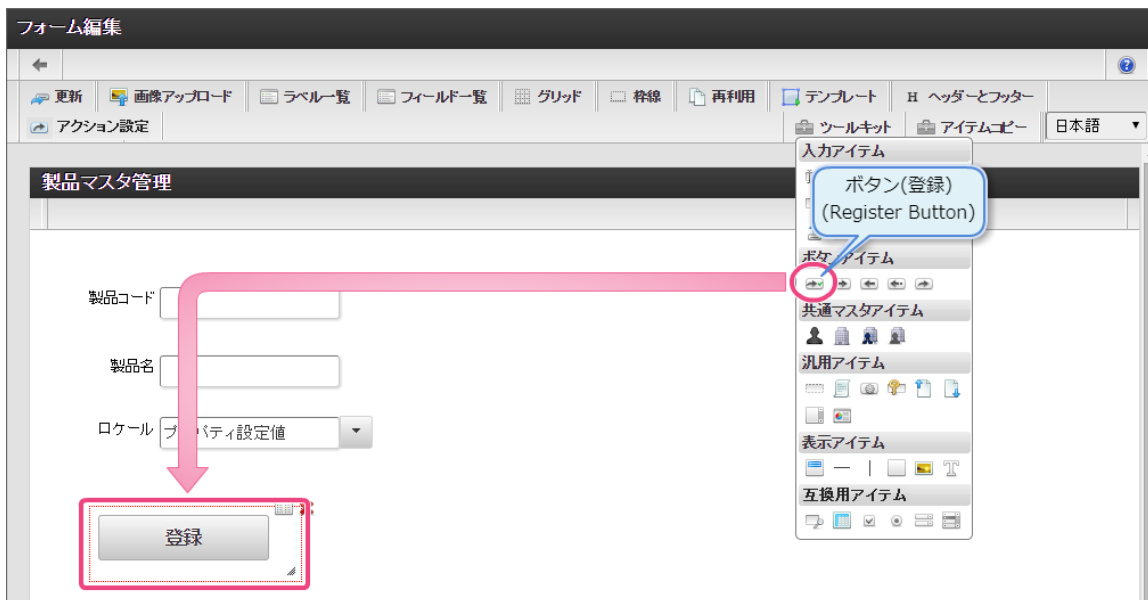 フォーム編集
更新 画像アップロード ラベル一覧 フィールド一覧 グリッド 枠線 再利用 テンプレート H ヘッダーとフッター
アクション設定 ツールキット アイテムコピー 日本語
入力アイテム
製品マスタ管理
ボタン(登録)
(Register Button)
ボタンアイテム
製品コード
共通マスタアイテム
製品名
汎用アイテム
ロケール
プロパティ設定値
表示アイテム
互換用アイテム
登録